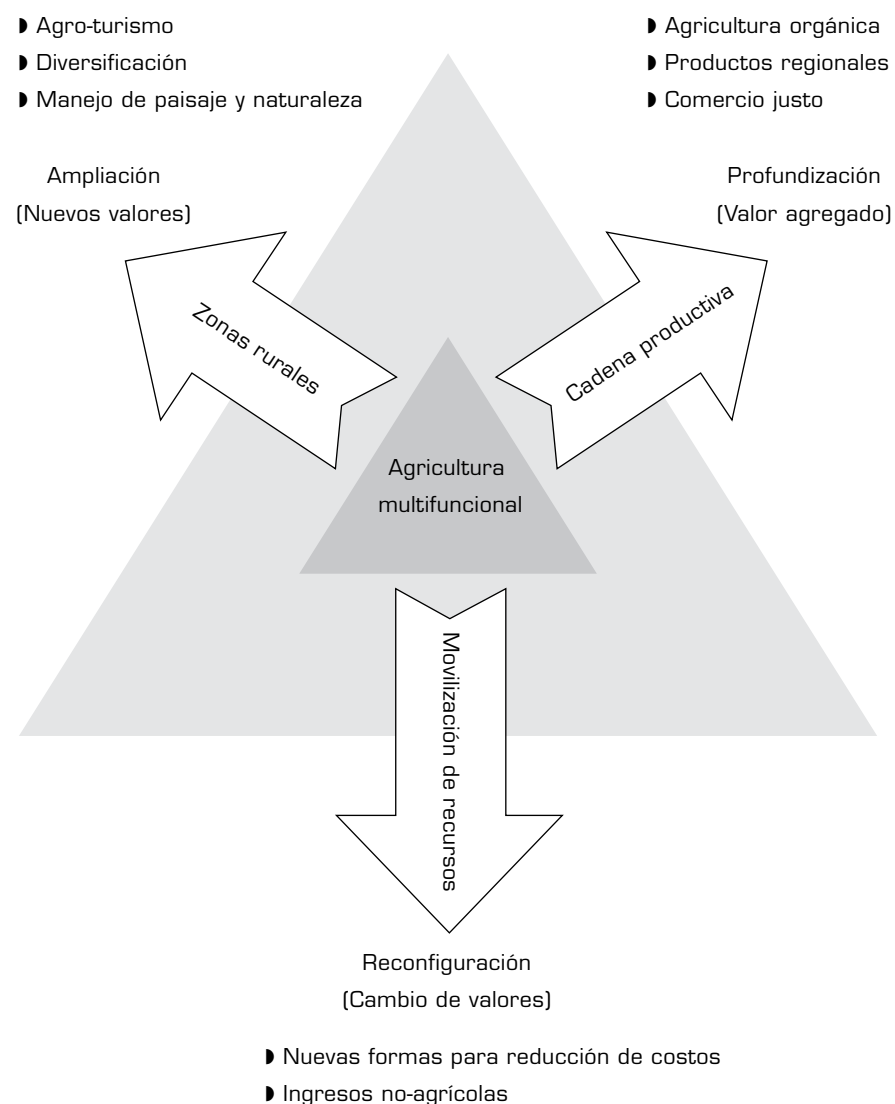 ◗ Agro-turismo
◗ Diversificación
◗ Manejo de paisaje y naturaleza
Ampliación
(Nuevos valores)
◗ Agricultura orgánica
◗ Productos regionales
◗ Comercio justo
Profundización
(Valor agregado)
Zonas rurales
Cadena productiva
Agricultura
multifuncional
Movilización de recursos
Reconfiguración
(Cambio de valores)
◗ Nuevas formas para reducción de costos
◗ Ingresos no-agrícolas